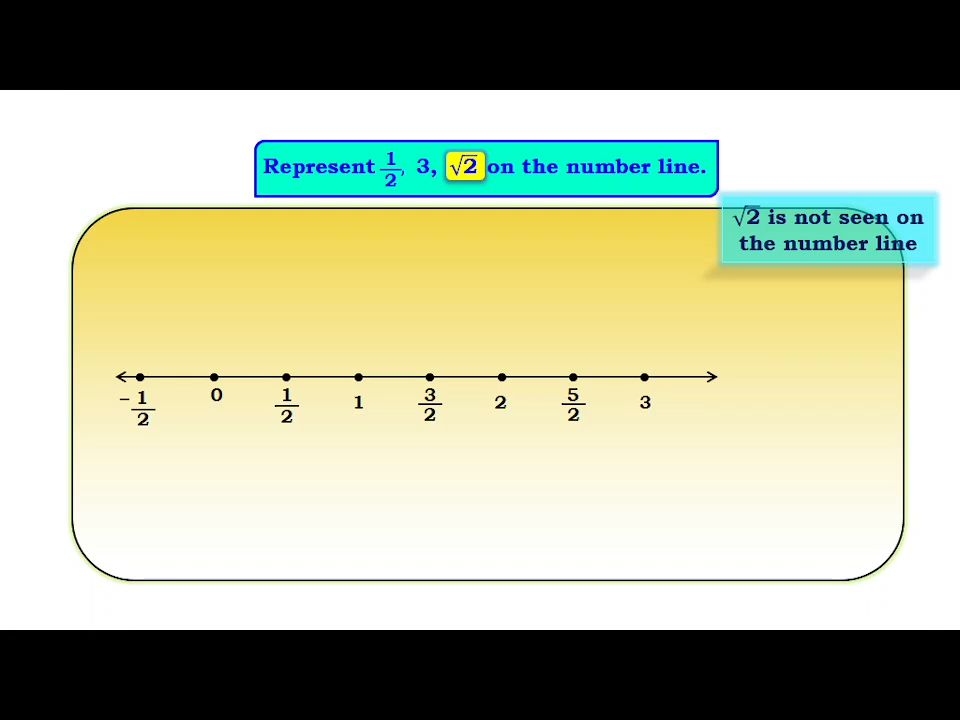 Represent 1/2, 3, √2 on the number line.
√2 is not seen on
the number line
-1/2 0 1/2 1 3/2 2 5/2 3